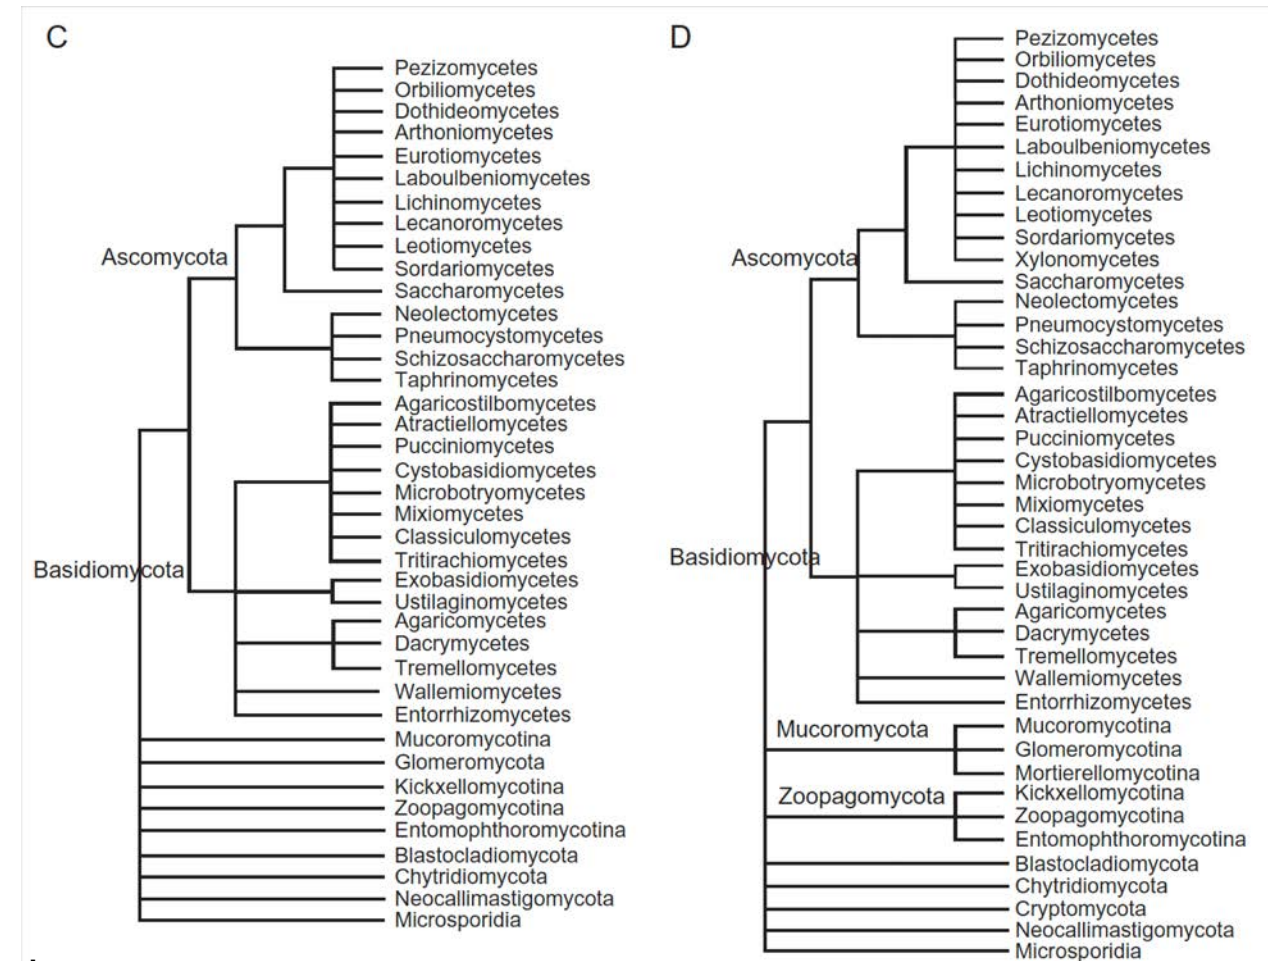 C
Pezizomycetes
Orbiliomycetes
Dothideomycetes
Arthoniomycetes
Eurotiomycetes
Laboulbeniomycetes
Lichinomycetes
Lecanoromycetes
Leotiomycetes
Ascomycota
Sordariomycetes
Saccharomycetes
Neolectomycetes
Pneumocystomycetes
Schizosaccharomycetes
Taphrinomycetes
Agaricostilbomycetes
Atractiellomycetes
Pucciniomycetes
Cystobasidiomycetes
Microbotryomycetes
Mixiomycetes
Classiculomycetes
Tritirachiomycetes
Basidiomycota
Exobasidiomycetes
Ustilaginomycetes
Agaricomycetes
Dacrymycetes
Tremellomycetes
Wallemiomycetes
Entorrhizomycetes
Mucoromycotina
Glomeromycota
Kickxellomycotina
Zoopagomycotina
Entomophthoromycotina
Blastocladiomycota
Chytridiomycota
Neocallimastigomycota
Microsporidia
D
Pezizomycetes
Orbiliomycetes
Dothideomycetes
Arthoniomycetes
Eurotiomycetes
Laboulbeniomycetes
Lichinomycetes
Lecanoromycetes
Leotiomycetes
Sordariomycetes
Ascomycota
Xylonomycetes
Saccharomycetes
Neolectomycetes
Pneumocystomycetes
Schizosaccharomycetes
Taphrinomycetes
Agaricostilbomycetes
Atractiellomycetes
Pucciniomycetes
Cystobasidiomycetes
Microbotryomycetes
Mixiomycetes
Classiculomycetes
Tritirachiomycetes
Basidiomycota
Exobasidiomycetes
Ustilaginomycetes
Agaricomycetes
Dacrymycetes
Tremellomycetes
Wallemiomycetes
Entorrhizomycetes
Mucoromycota
Mucoromycotina
Glomeromycotina
Mortierellomycotina
Zoopagomycota
Kickxellomycotina
Zoopagomycotina
Entomophthoromycotina
Blastocladiomycota
Chytridiomycota
Cryptomycota
Neocallimastigomycota
Microsporidia